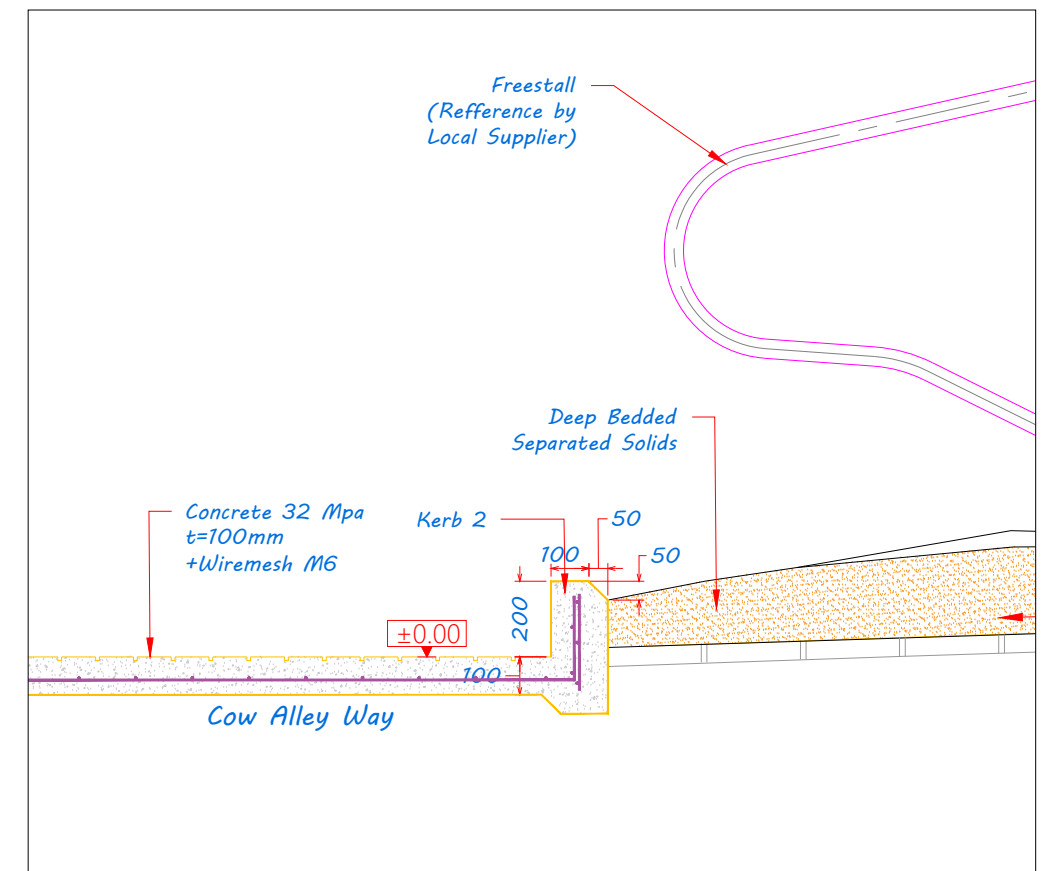 Freestall
(Refference by
Local Supplier)
Deep Bedded
Separated Solids
Concrete 32 Mpa
t=100mm
+Wiremesh M6
Kerb 2
50
100
50
200
±0.00
100
Cow Alley Way